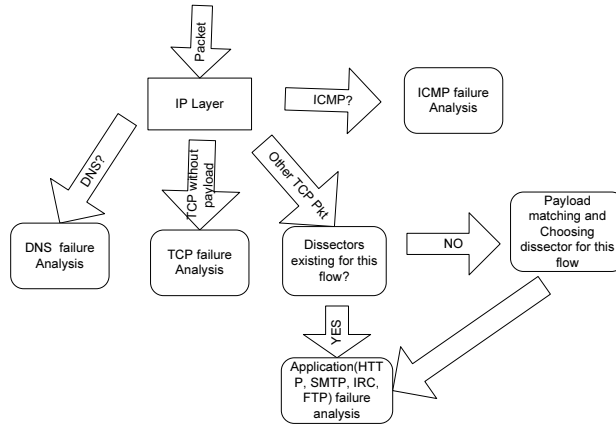 Packet
IP Layer
ICMP?
ICMP failure
Analysis
DNS?
TCP without
payload
Other TCP Pkt
DNS failure
Analysis
TCP failure
Analysis
Dissectors
existing for this
flow?
NO
Payload
matching and
Choosing
dissector for this
flow
YES
Application(HTT
P, SMTP, IRC,
FTP) failure
analysis